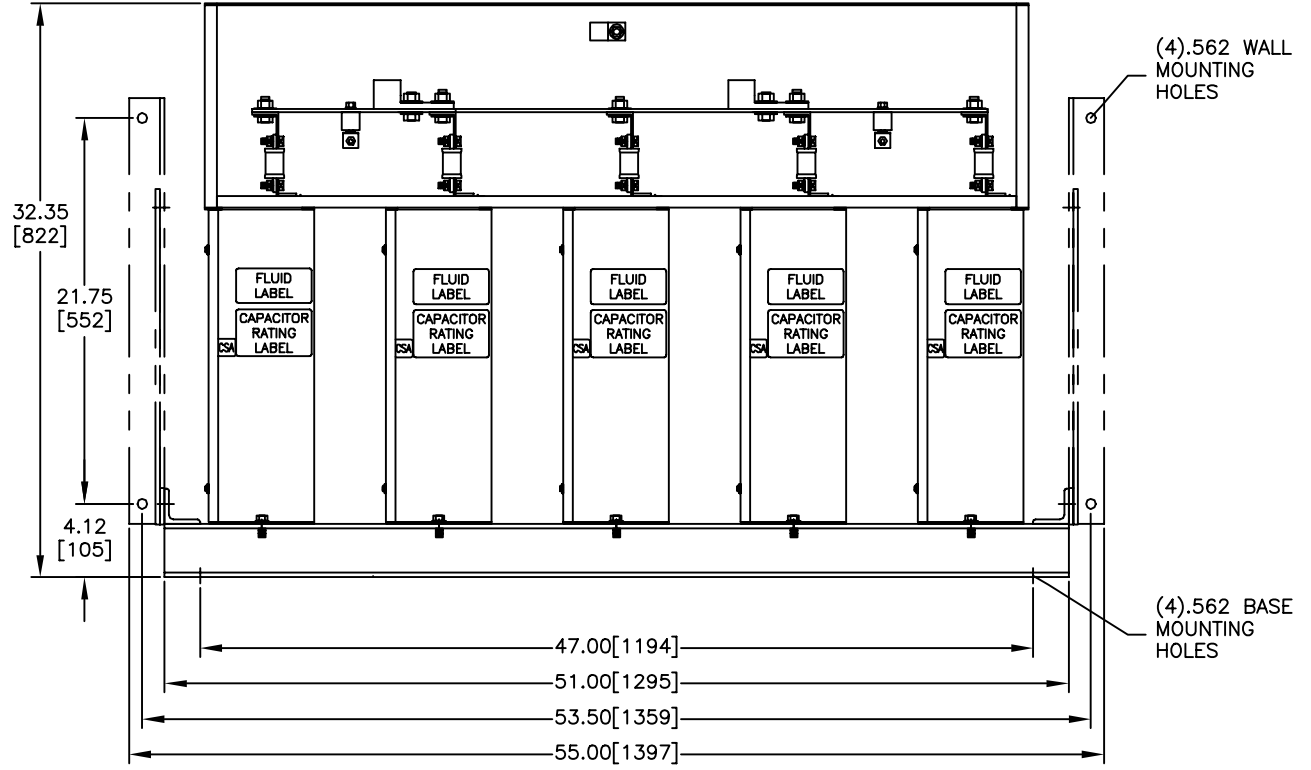 (4).562 WALL
MOUNTING
HOLES
32.35
[822]
21.75
[552]
4.12
[105]
FLUID
LABEL
CAPACITOR
RATING
LABEL
CSA
FLUID
LABEL
CAPACITOR
RATING
LABEL
CSA
FLUID
LABEL
CAPACITOR
RATING
LABEL
CSA
FLUID
LABEL
CAPACITOR
RATING
LABEL
CSA
FLUID
LABEL
CAPACITOR
RATING
LABEL
CSA
(4).562 BASE
MOUNTING
HOLES
47.00[1194]
51.00[1295]
53.50[1359]
55.00[1397]